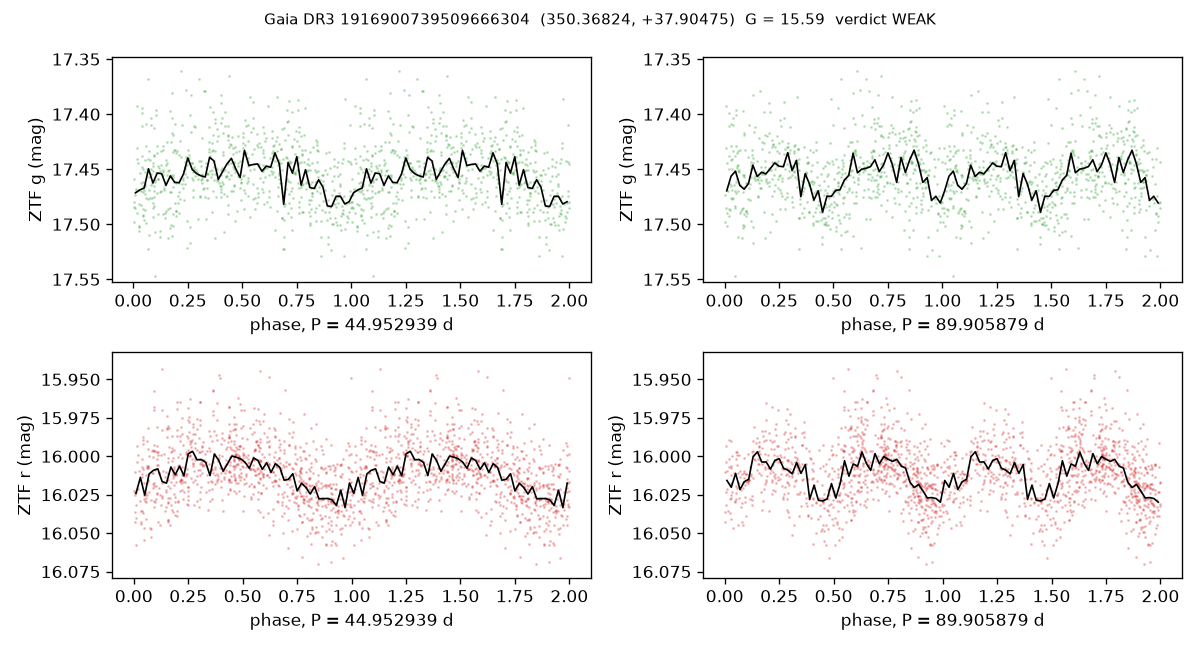 Gaia DR3 1916900739509666304 (350.36824, +37.90475) G = 15.59 verdict WEAK
17.35
17.40
17.45
17.50
17.55
ZTF g (mag)
0.00 0.25 0.50 0.75 1.00 1.25 1.50 1.75 2.00
phase, P = 44.952939 d
17.35
17.40
17.45
17.50
17.55
ZTF g (mag)
0.00 0.25 0.50 0.75 1.00 1.25 1.50 1.75 2.00
phase, P = 89.905879 d
15.950
15.975
16.000
16.025
16.050
16.075
ZTF r (mag)
0.00 0.25 0.50 0.75 1.00 1.25 1.50 1.75 2.00
phase, P = 44.952939 d
15.950
15.975
16.000
16.025
16.050
16.075
ZTF r (mag)
0.00 0.25 0.50 0.75 1.00 1.25 1.50 1.75 2.00
phase, P = 89.905879 d